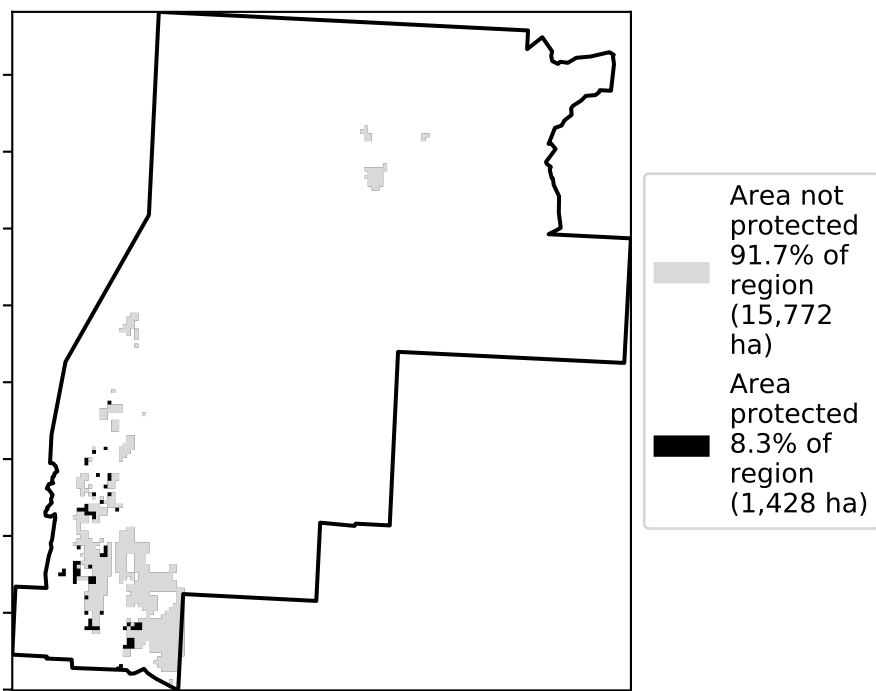 Area not
protected
91.7% of
region
(15,772
ha)
Area
protected
8.3% of
region
(1,428 ha)